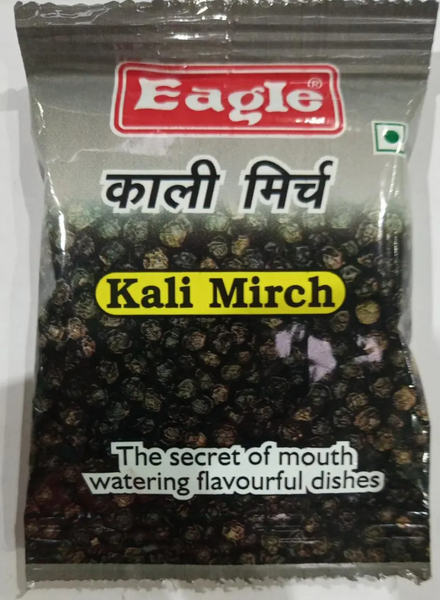 Eagle®
काली मिर्च
Kali Mirch
The secret of mouth
watering flavourful dishes